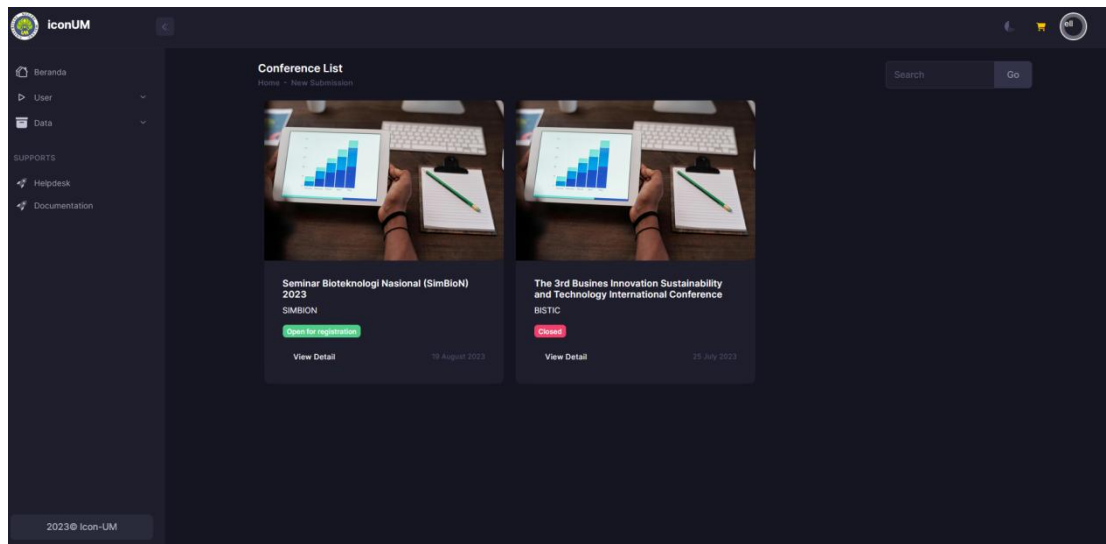 iconUM
ell
Beranda
User
Data
SUPPORTS
Helpdesk
Documentation
2023© Icon-UM
Conference List
Home - New Submission
Search
Go
Seminar Bioteknologi Nasional (SimBioN)
2023
SIMBION
Open for registration
View Detail
19 August 2023
The 3rd Busines Innovation Sustainability
and Technology International Conference
BISTIC
Closed
View Detail
25 July 2023